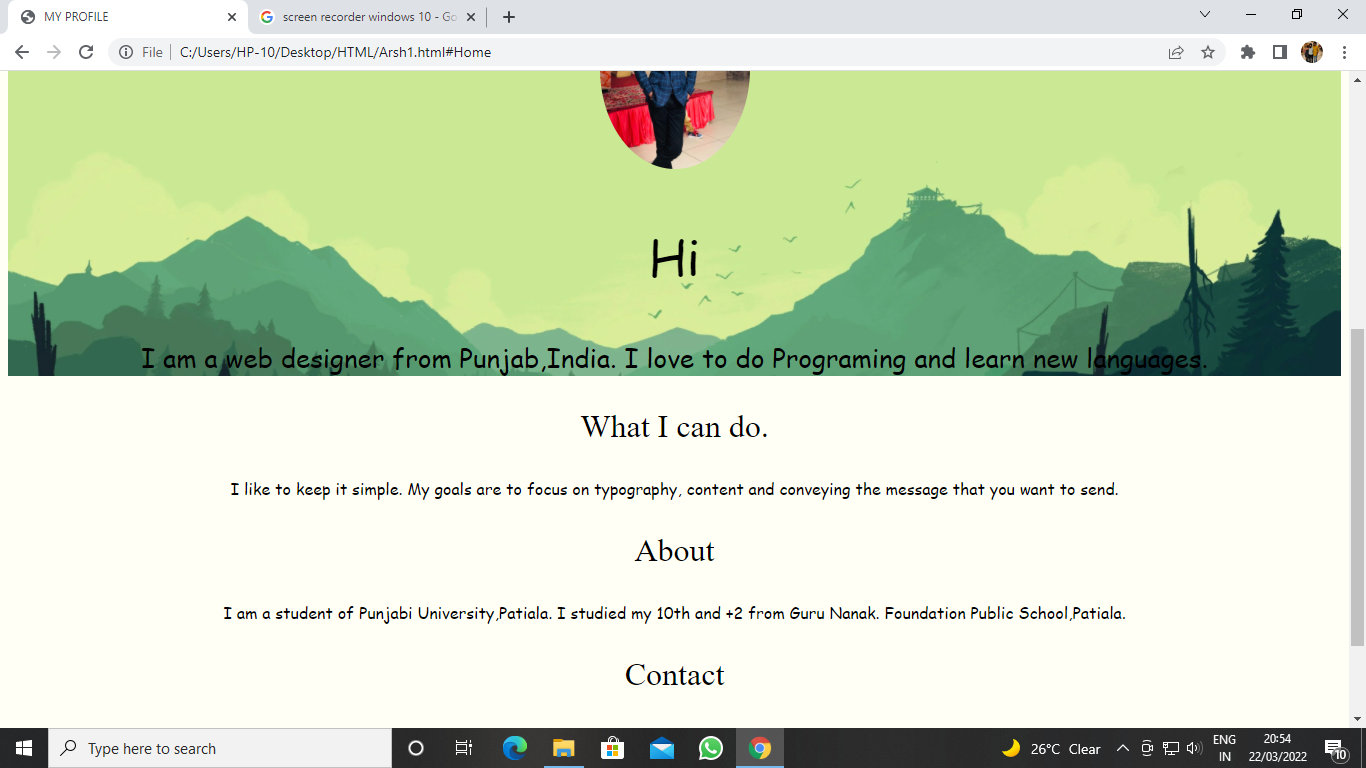 MY PROFILE
screen recorder windows 10 - Go
File
C:/Users/HP-10/Desktop/HTML/Arsh1.html#Home
Hi
I am a web designer from Punjab,India. I love to do Programing and learn new languages.
What I can do.
I like to keep it simple. My goals are to focus on typography, content and conveying the message that you want to send.
About
I am a student of Punjabi University,Patiala. I studied my 10th and +2 from Guru Nanak. Foundation Public School,Patiala.
Contact
Type here to search
26°C Clear
ENG
IN
20:54
22/03/2022
10